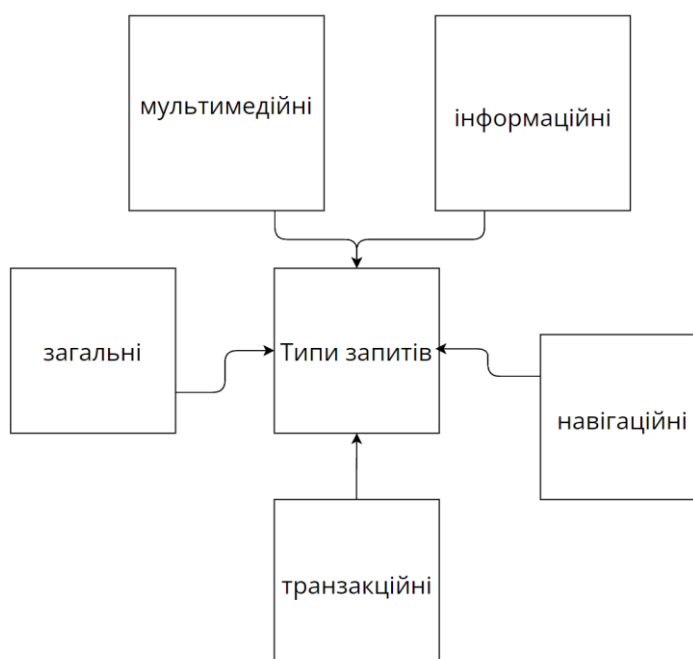 мультимедійні
інформаційні
загальні
Типи запитів
навігаційні
транзакційні